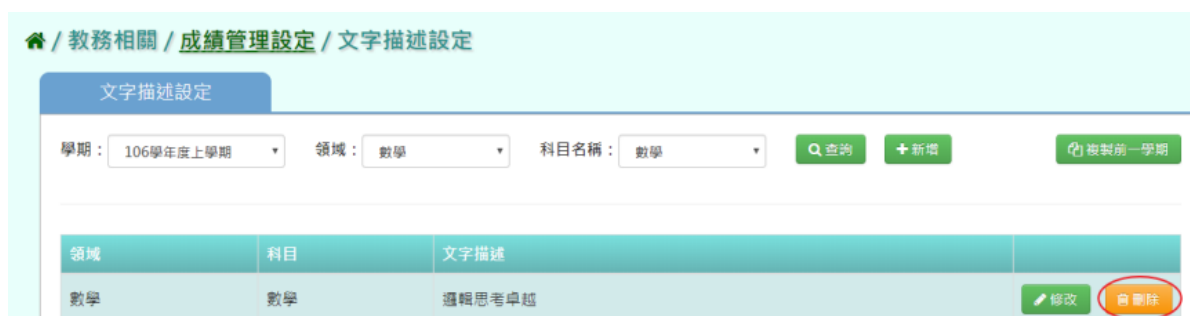 / 教務相關 / 成績管理設定 / 文字描述設定
文字描述設定
學期： 106學年度上學期 領域： 數學 科目名稱： 數學 查詢 新增 複製前一學期
領域 科目 文字描述
數學 數學 邏輯思考卓越 修改 刪除